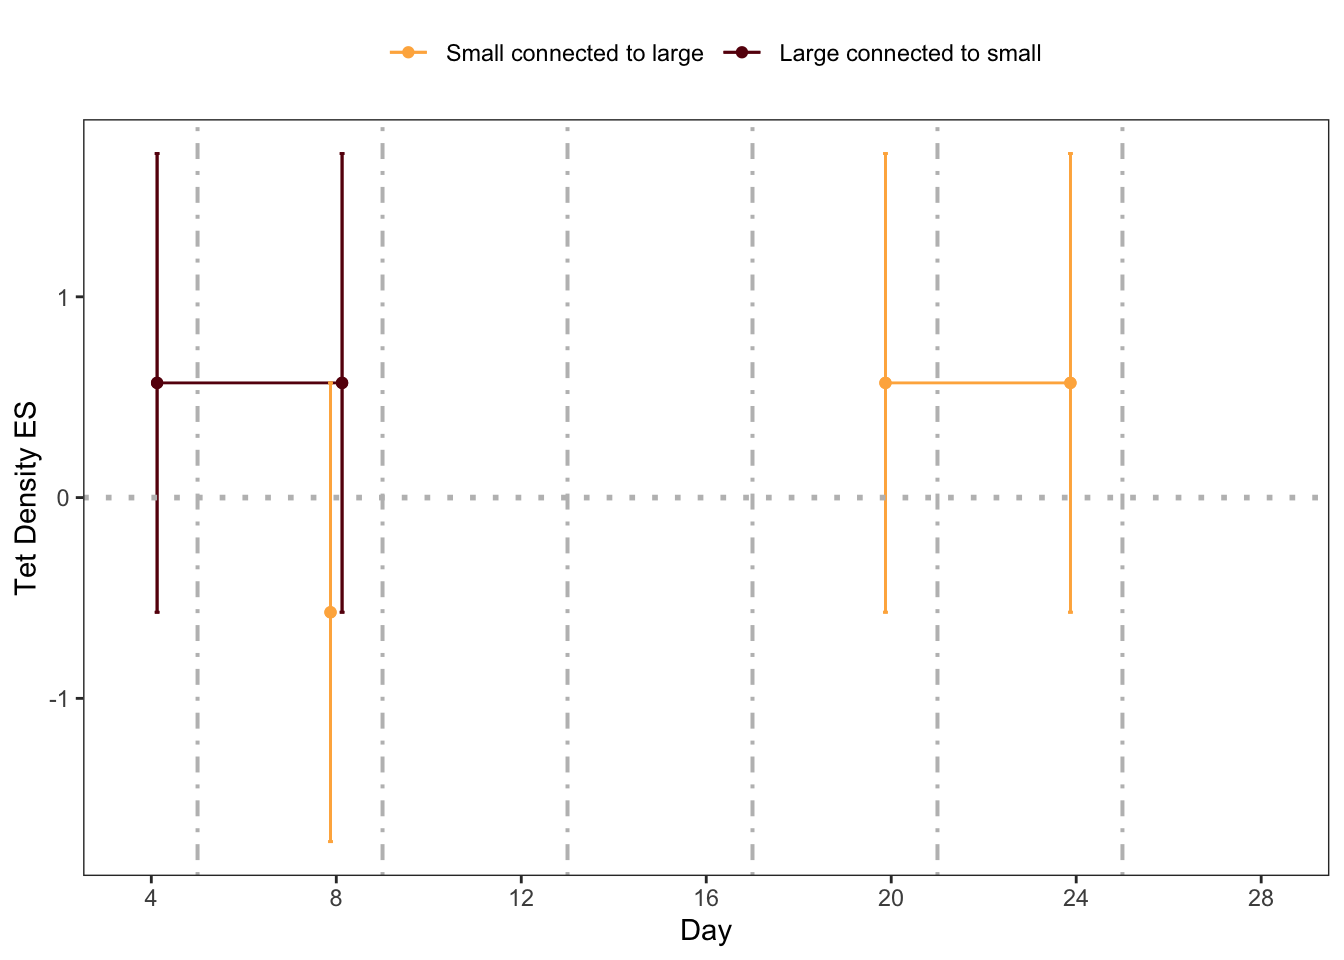 Small connected to large Large connected to small
Tet Density ES
1
0
-1
4 8 12 16 20 24 28
Day